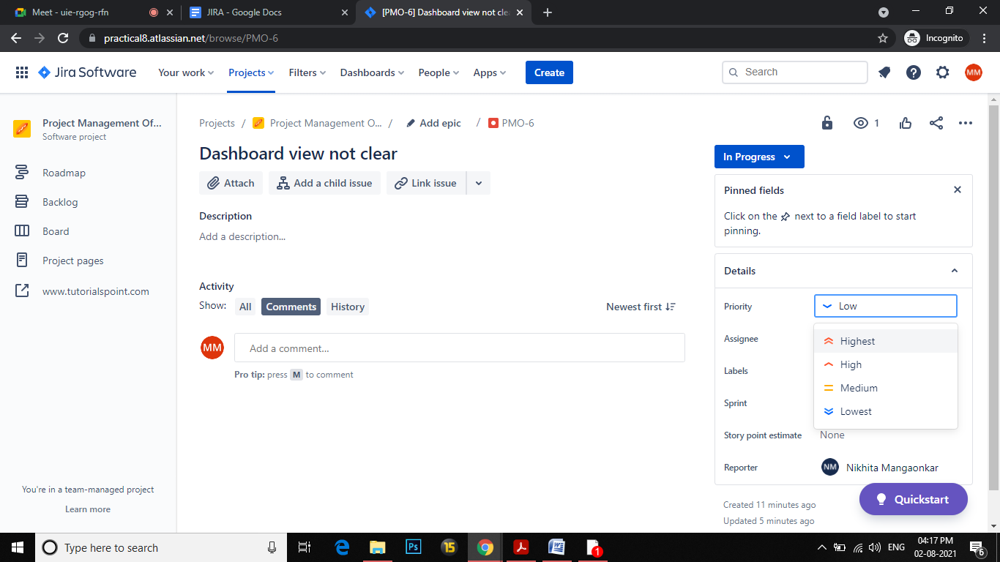 Meet - uie-rgog-rfn
JIRA - Google Docs
[PMO-6] Dashboard view not clea
practical8.atlassian.net/browse/PMO-6
Incognito
Jira Software
Your work
Projects
Filters
Dashboards
People
Apps
Create
Search
MM
Project Management Of...
Software project
Roadmap
Backlog
Board
Project pages
www.tutorialspoint.com
You're in a team-managed project
Learn more
Projects / Project Management O... / Add epic / PMO-6
1
Dashboard view not clear
Attach
Add a child issue
Link issue
Description
Add a description...
Activity
Show: All Comments History
Newest first
MM
Add a comment...
Pro tip: press M to comment
In Progress
Pinned fields
Click on the next to a field label to start
pinning.
Details
Priority
Low
Highest
High
Medium
Lowest
Assignee
Labels
Sprint
Story point estimate
None
Reporter
NM Nikhita Mangaonkar
Created 11 minutes ago
Updated 5 minutes ago
Quickstart
Type here to search
Ps
15
W
1
ENG
04:17 PM
02-08-2021
6